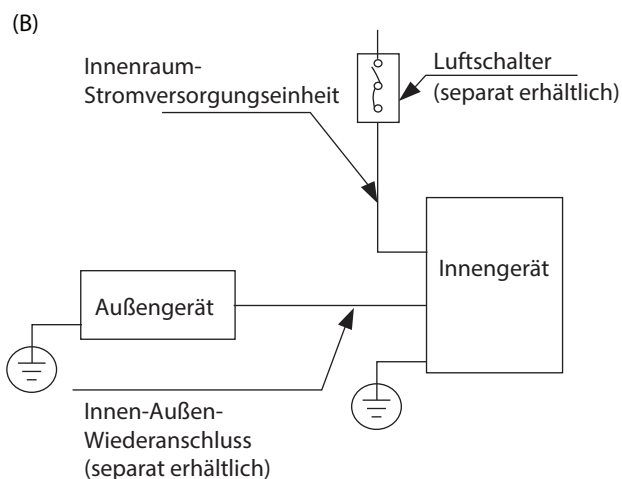 (B)
Innenraum-
Stromversorgungseinheit
Luftschalter
(separat erhältlich)
Innengerät
Außengerät
Innen-Außen-
Wiederanschluss
(separat erhältlich)